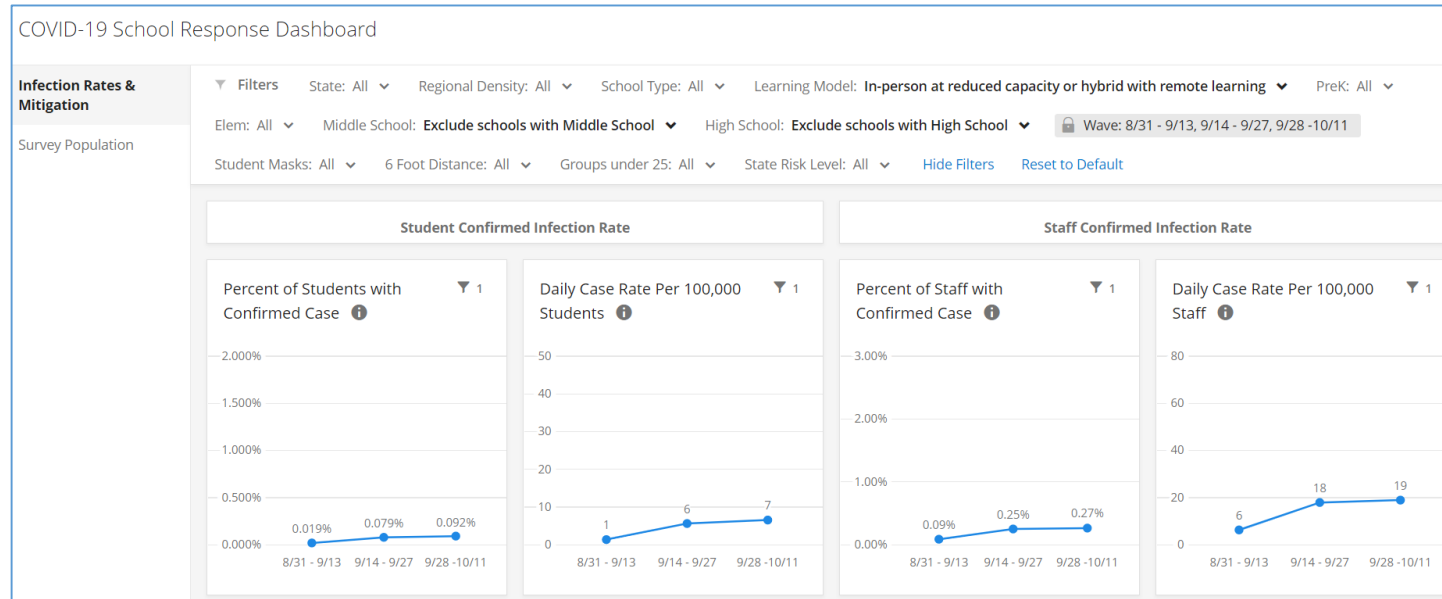 COVID-19 School Response Dashboard
Infection Rates &
Mitigation
Survey Population
Filters State: All Regional Density: All School Type: All Learning Model: In-person at reduced capacity or hybrid with remote learning PreK: All
Elem: All Middle School: Exclude schools with Middle School High School: Exclude schools with High School Wave: 8/31 - 9/13, 9/14 - 9/27, 9/28 -10/11
Student Masks: All 6 Foot Distance: All Groups under 25: All State Risk Level: All Hide Filters Reset to Default
Student Confirmed Infection Rate
Staff Confirmed Infection Rate
Percent of Students with 1
Confirmed Case i
2.000%
1.500%
1.000%
0.500%
0.000%
0.019% 0.079% 0.092%
8/31 - 9/13 9/14 - 9/27 9/28 -10/11
Daily Case Rate Per 100,000 1
Students i
50
40
30
20
10
0
1 6 7
8/31 - 9/13 9/14 - 9/27 9/28 -10/11
Percent of Staff with 1
Confirmed Case i
3.00%
2.00%
1.00%
0.00%
0.09% 0.25% 0.27%
8/31 - 9/13 9/14 - 9/27 9/28 -10/11
Daily Case Rate Per 100,000 1
Staff i
80
60
40
20
0
6 18 19
8/31 - 9/13 9/14 - 9/27 9/28 -10/11